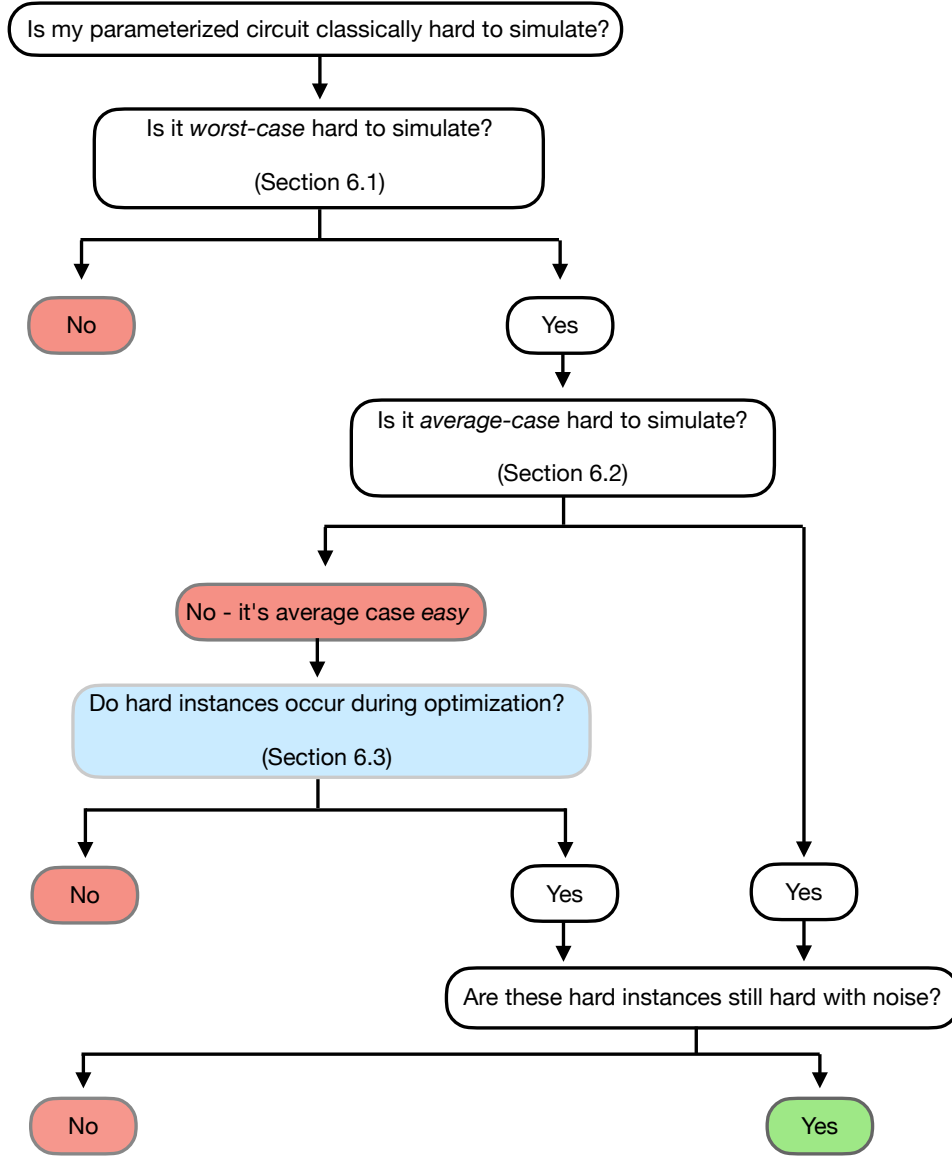 Is my parameterized circuit classically hard to simulate?
Is it worst-case hard to simulate?
(Section 6.1)
No
Yes
Is it average-case hard to simulate?
(Section 6.2)
No - it's average case easy
Do hard instances occur during optimization?
(Section 6.3)
No
Yes
Yes
Are these hard instances still hard with noise?
No
Yes